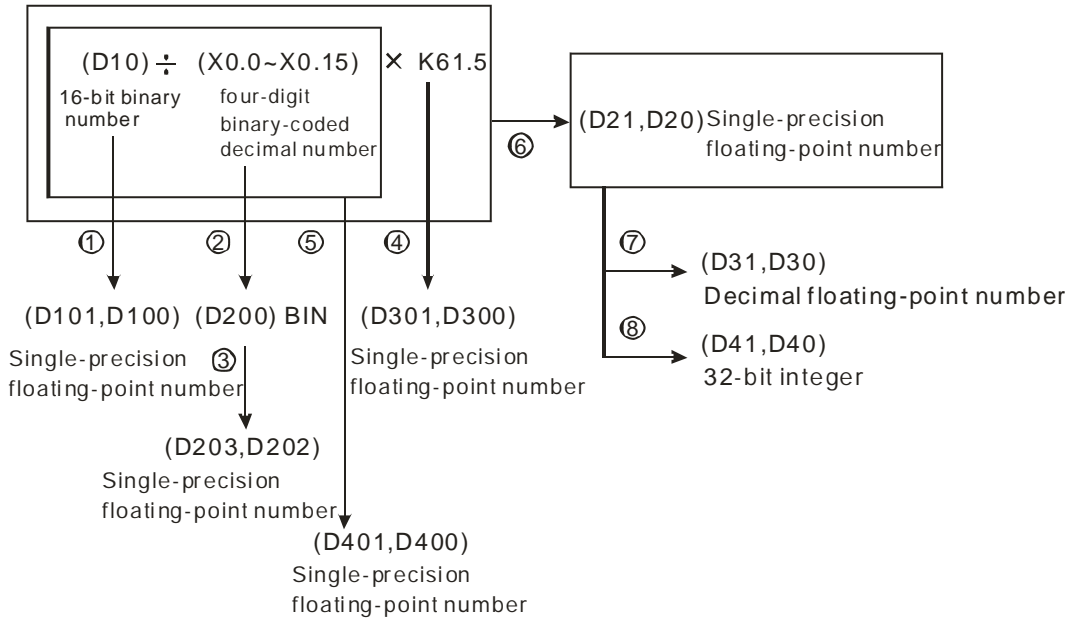 (D10) ÷ (X0.0~X0.15) × K61.5
16-bit binary
number
four-digit
binary-coded
decimal number
⑥
(D21,D20) Single-precision
floating-point number
① ② ⑤ ④
⑦
(D31,D30)
Decimal floating-point number
⑧
(D41,D40)
32-bit integer
(D101,D100) (D200) BIN (D301,D300)
Single-precision
floating-point number
③
Single-precision
floating-point number
(D203,D202)
Single-precision
floating-point number
(D401,D400)
Single-precision
floating-point number